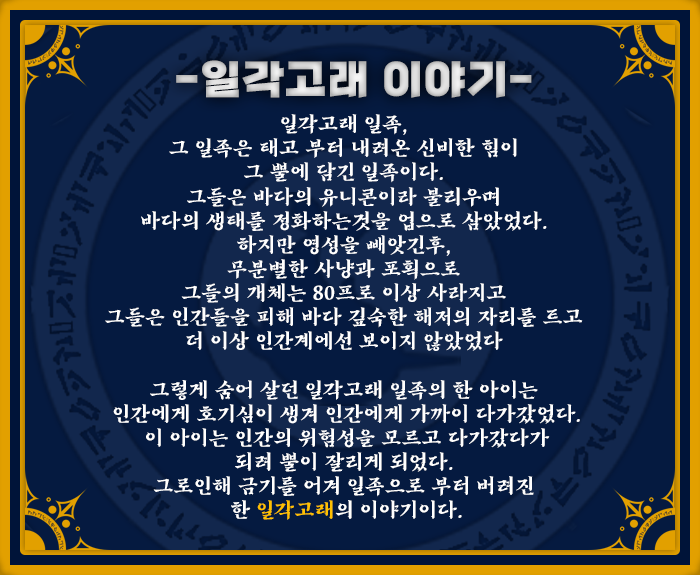 -일각고래 이야기-
일각고래 일족,
그 일족은 태고 부터 내려온 신비한 힘이
그 뿔에 담긴 일족이다.
그들은 바다의 유니콘이라 불리우며
바다의 생태를 정화하는것을 업으로 삼았었다.
하지만 영성을 빼앗긴후,
무분별한 사냥과 포획으로
그들의 개체는 80프로 이상 사라지고
그들은 인간들을 피해 바다 깊숙한 해저의 자리를 트고
더 이상 인간계에선 보이지 않았었다
그렇게 숨어 살던 일각고래 일족의 한 아이는
인간에게 호기심이 생겨 인간에게 가까이 다가갔었다.
이 아이는 인간의 위험성을 모르고 다가갔다가
되려 뿔이 잘리게 되었다.
그로인해 금기를 어겨 일족으로 부터 버려진
한 일각고래의 이야기이다.